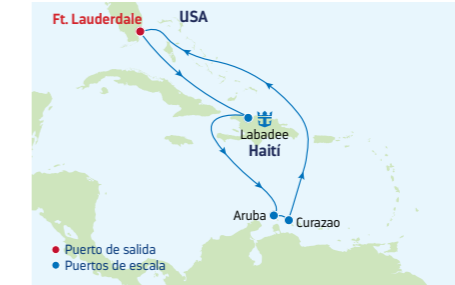 Ft. Lauderdale
USA
Labadee
Haití
Aruba
Curazao
Puerto de salida
Puertos de escala